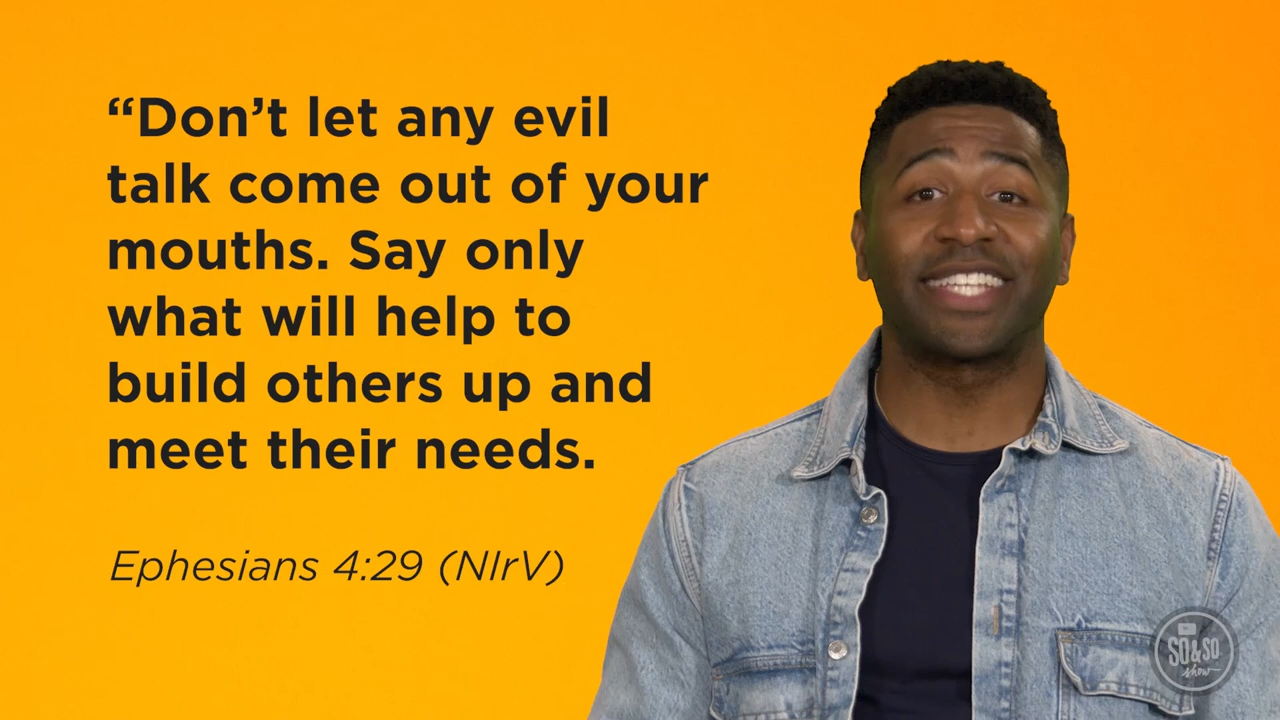 “Don’t let any evil
talk come out of your
mouths. Say only
what will help to
build others up and
meet their needs.
Ephesians 4:29 (NIrV)
SO&SO
show